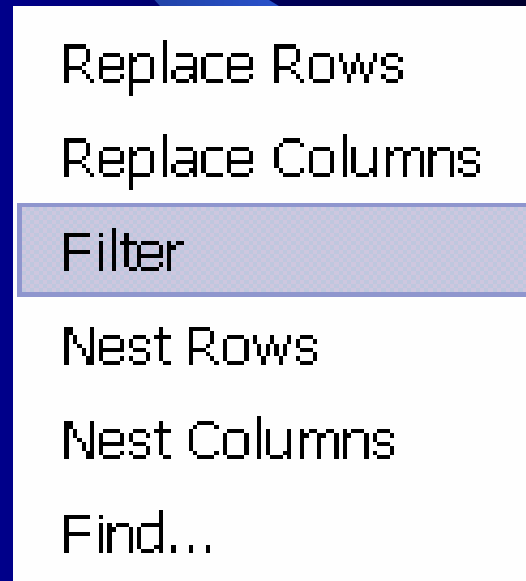 Replace Rows
Replace Columns
Filter
Nest Rows
Nest Columns
Find...